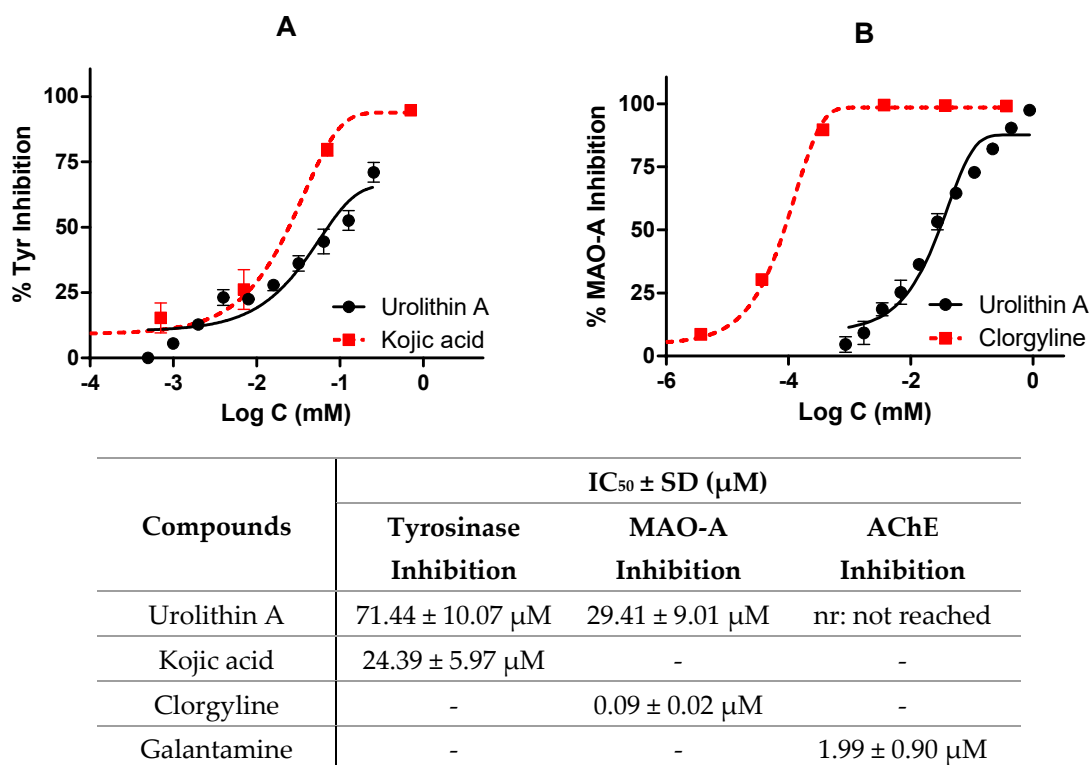 A
% Tyr Inhibition
100
75
50
25
0
-4 -3 -2 -1 0
Log C (mM)
Urolithin A
Kojic acid
B
% MAO-A Inhibition
100
75
50
25
0
-6 -4 -2 0
Log C (mM)
Urolithin A
Clorgyline
IC₅₀ ± SD (µM)
Compounds Tyrosinase MAO-A AChE
Inhibition Inhibition Inhibition
Urolithin A 71.44 ± 10.07 µM 29.41 ± 9.01 µM nr: not reached
Kojic acid 24.39 ± 5.97 µM - -
Clorgyline - 0.09 ± 0.02 µM -
Galantamine - - 1.99 ± 0.90 µM